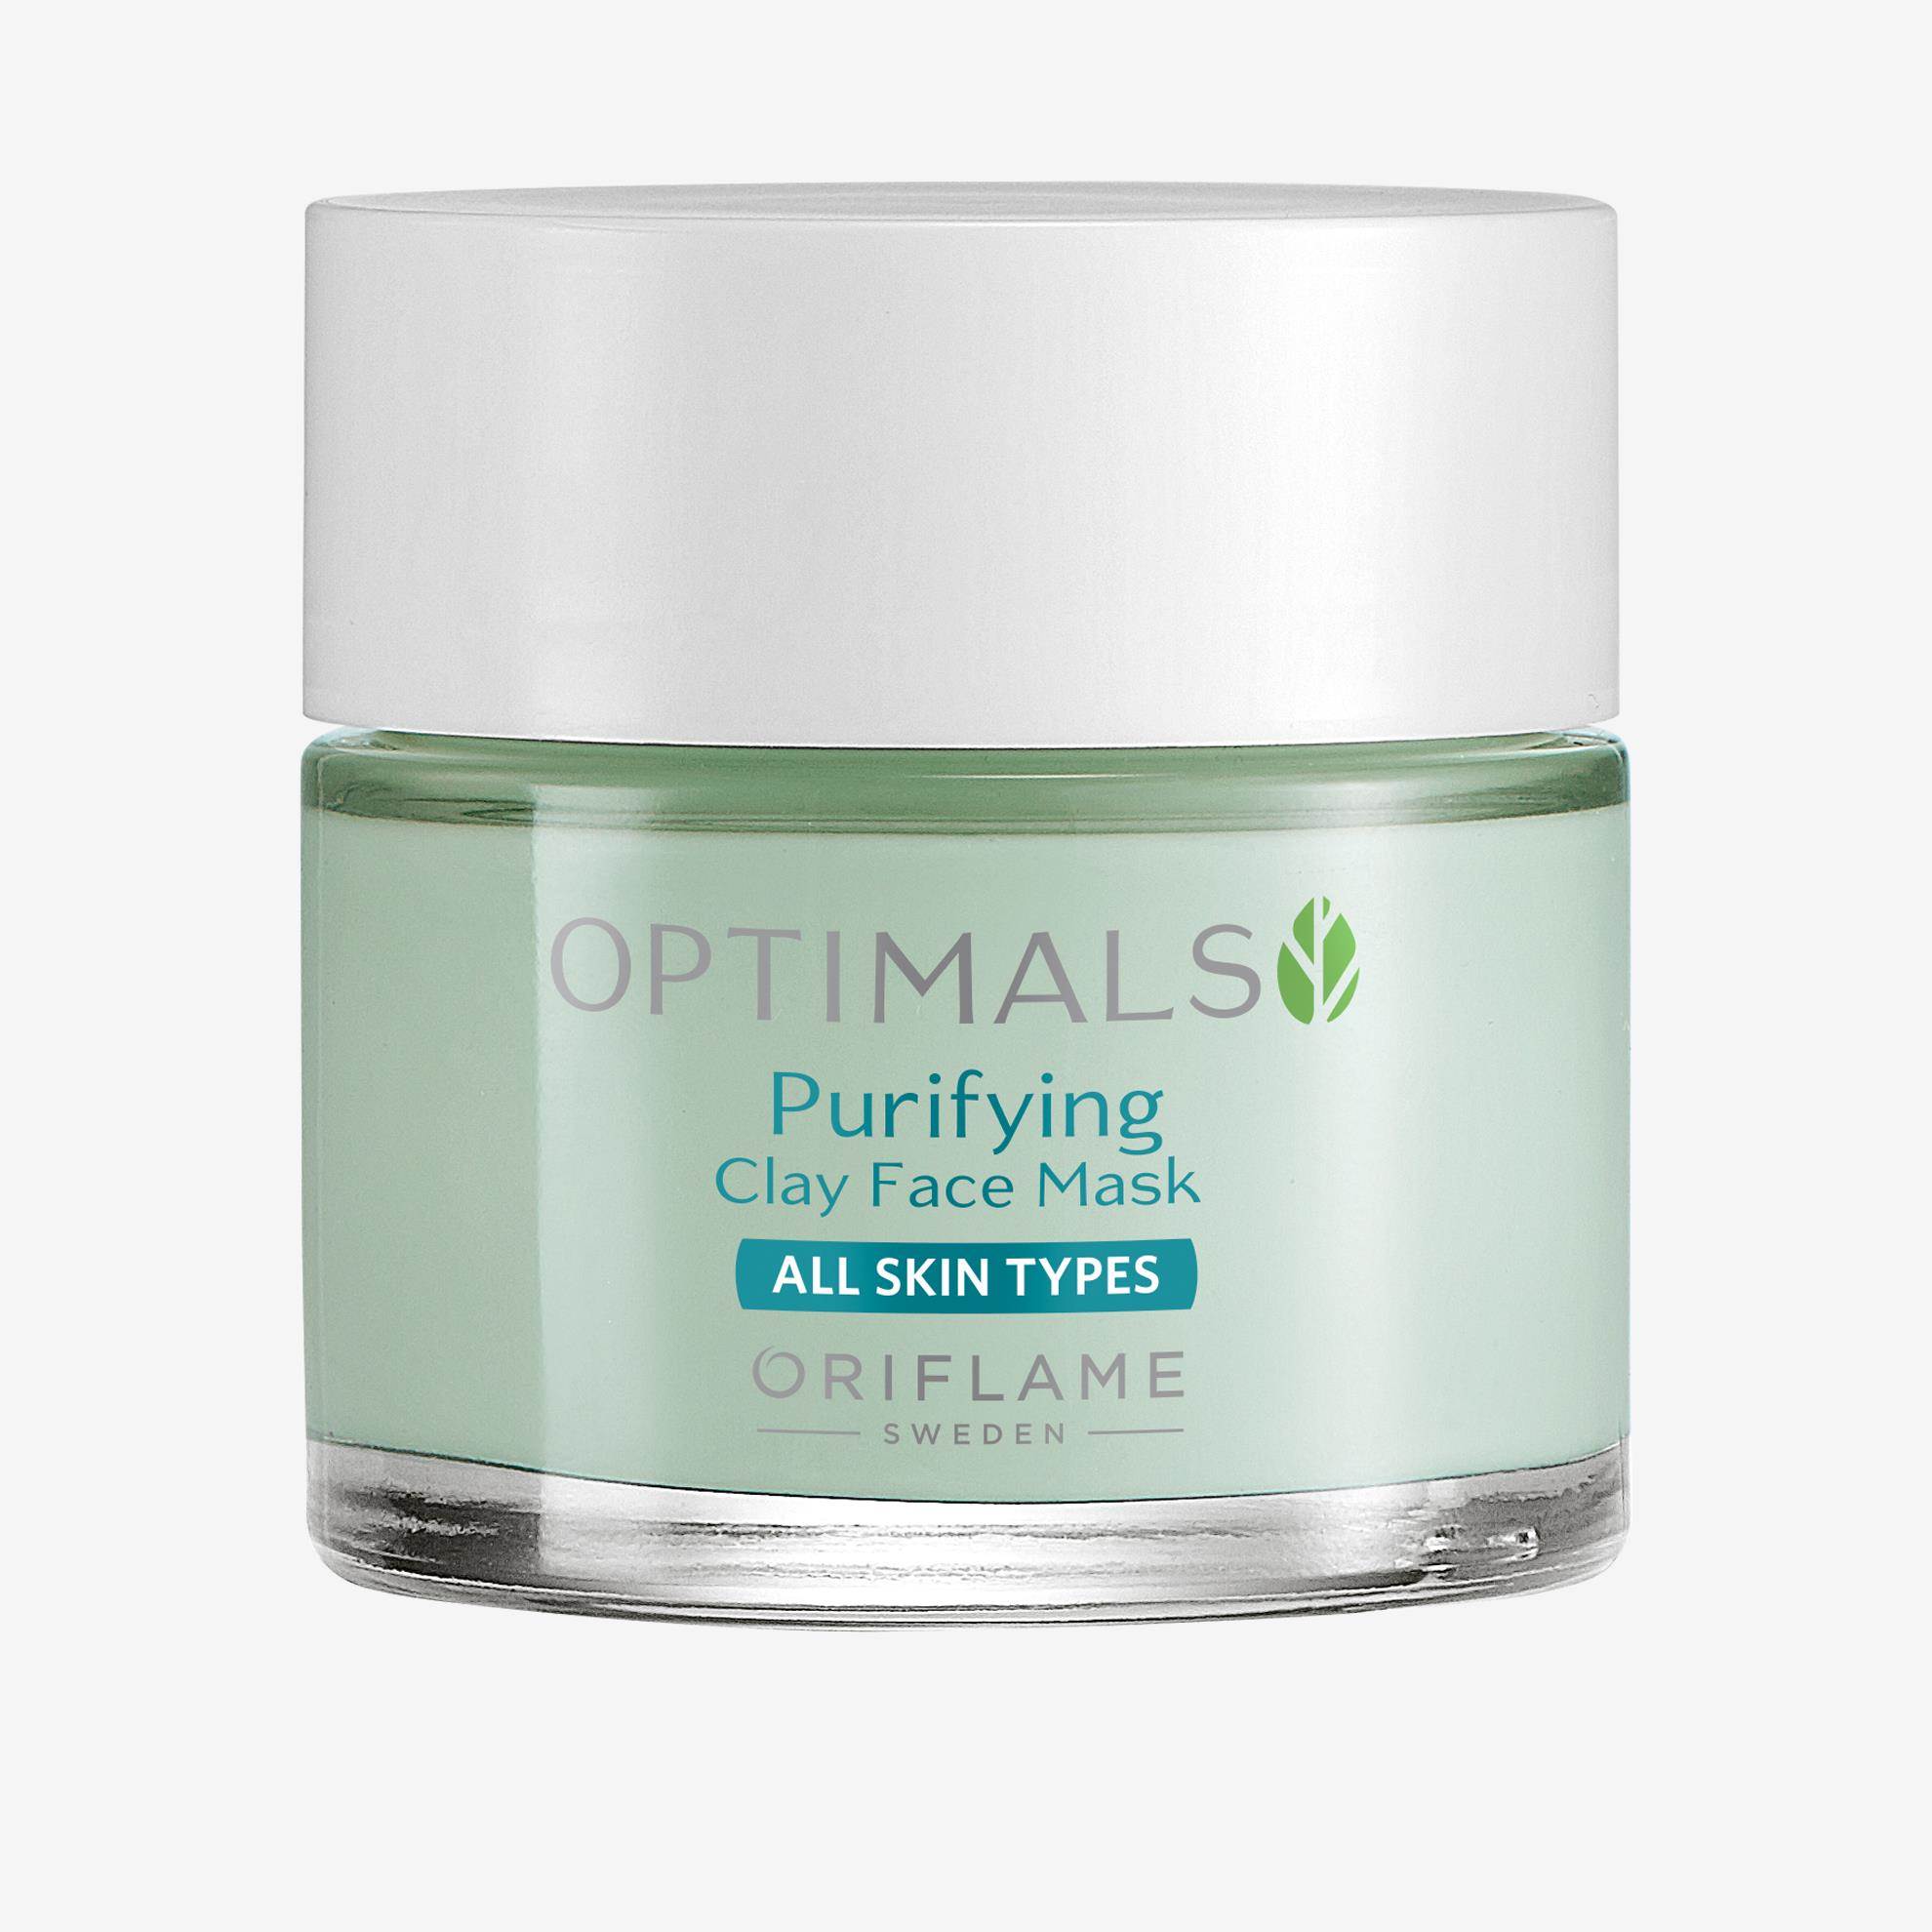 OPTIMALS
Purifying
Clay Face Mask
ALL SKIN TYPES
ORIFLAME
SWEDEN